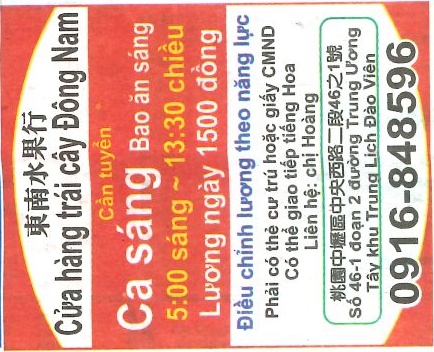 東南水果行
Cửa hàng trái cây Đông Nam
Cần tuyển
Ca sáng Bao ăn sáng
5:00 sáng ~ 13:30 chiều
Lương ngày 1500 đồng
Điều chỉnh lương theo năng lực
Phải có thẻ cư trú hoặc giấy CMND
Có thể giao tiếp tiếng Hoa
Liên hệ: chị Hoàng
桃園中壢區中央西路二段46之1號
Số 46-1 đoạn 2 đường Trung Ương
Tây khu Trung Lịch Đào Viên
0916-848596